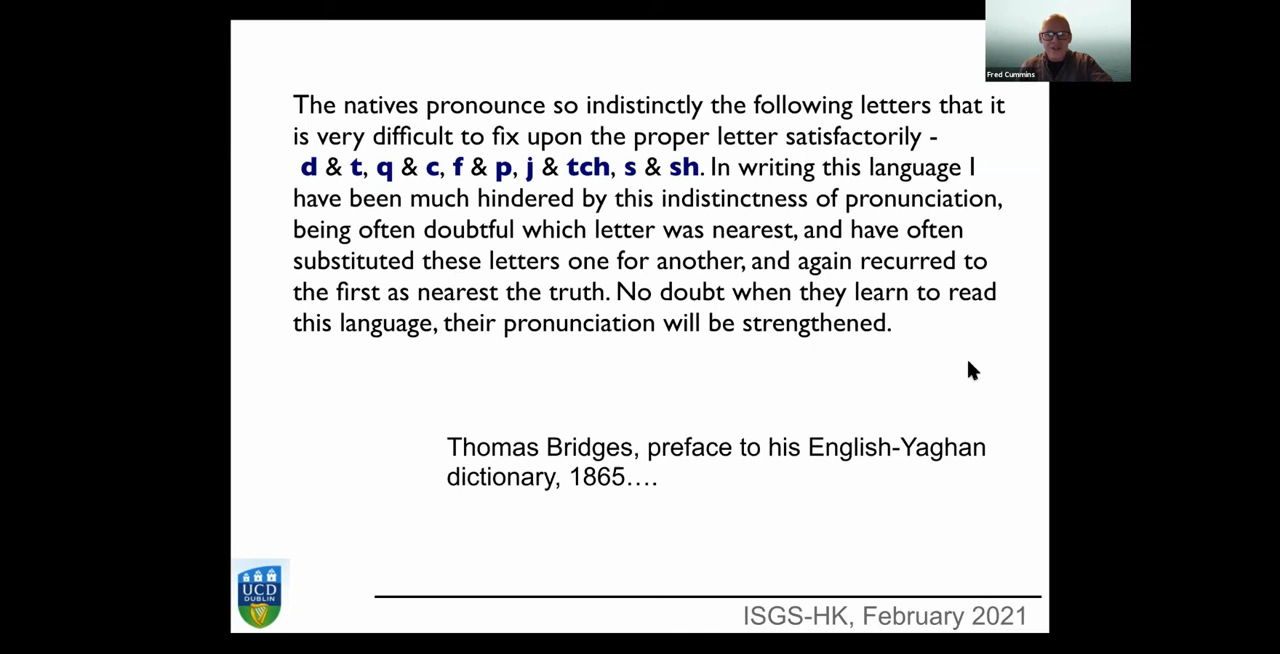 Fred Cummins
The natives pronounce so indistinctly the following letters that it
is very difficult to fix upon the proper letter satisfactorily -
d & t, q & c, f & p, j & tch, s & sh. In writing this language I
have been much hindered by this indistinctness of pronunciation,
being often doubtful which letter was nearest, and have often
substituted these letters one for another, and again recurred to
the first as nearest the truth. No doubt when they learn to read
this language, their pronunciation will be strengthened.
Thomas Bridges, preface to his English-Yaghan
dictionary, 1865….
UCD
DUBLIN
ISGS-HK, February 2021